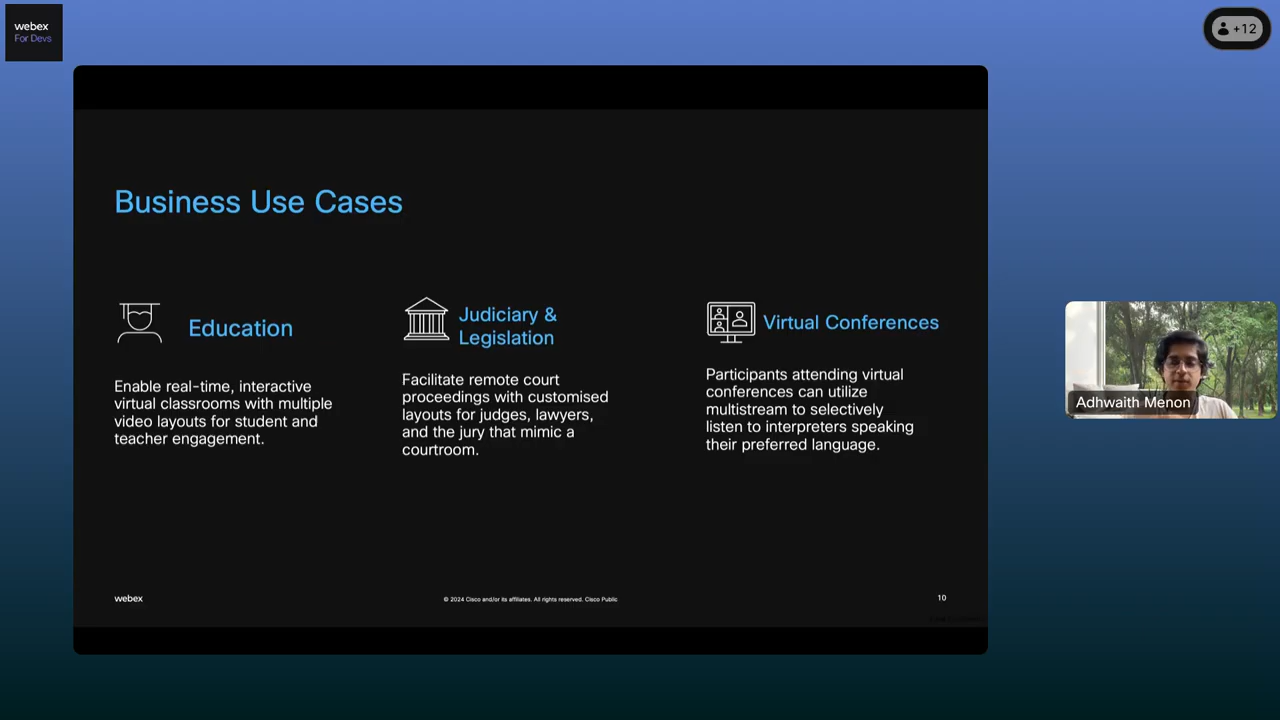 webex
For Devs
+12
Business Use Cases
Education
Enable real-time, interactive
virtual classrooms with multiple
video layouts for student and
teacher engagement.
Judiciary &
Legislation
Facilitate remote court
proceedings with customised
layouts for judges, lawyers,
and the jury that mimic a
courtroom.
Virtual Conferences
Participants attending virtual
conferences can utilize
multistream to selectively
listen to interpreters speaking
their preferred language.
Adhwaith Menon
webex
© 2024 Cisco and/or its affiliates. All rights reserved. Cisco Public
10